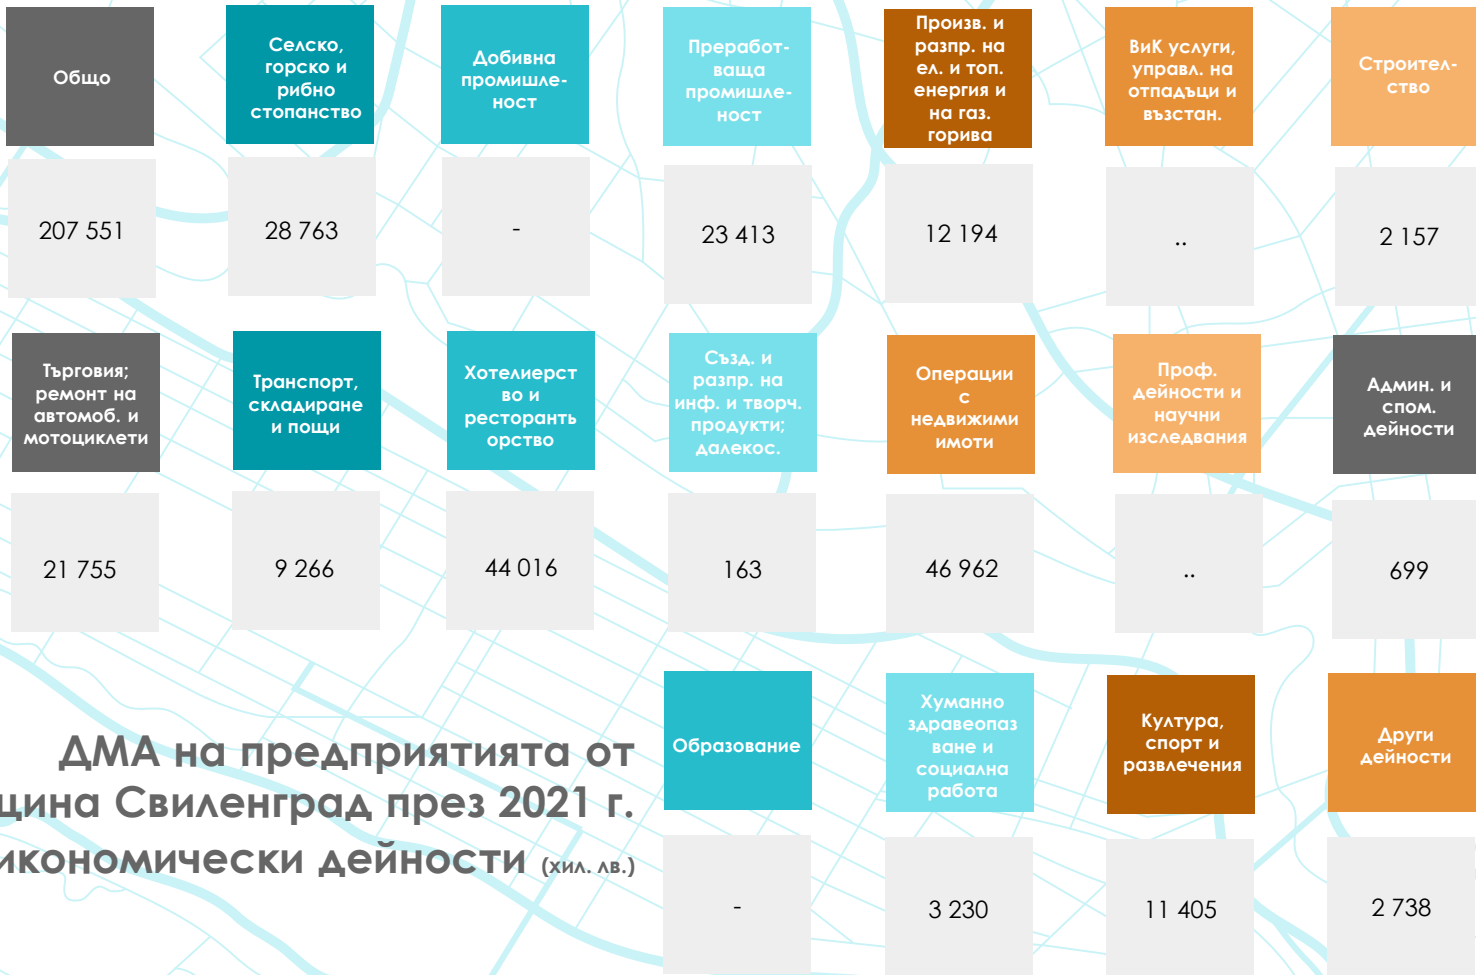 Общо
Селско,
горско и
рибно
стопанство
Добивна
промишле-
ност
Преработ-
ваща
промишле-
ност
Произв. и
разпр. на
ел. и топ.
енергия и
на газ.
горива
ВиК услуги,
управл. на
отпадъци и
възстан.
Строител-
ство
207 551
28 763
-
23 413
12 194
..
2 157
Търговия;
ремонт на
автомоб. и
мотоциклети
Транспорт,
складиране
и пощи
Хотелиерст
во и
ресторанть
орство
Създ. и
разпр. на
инф. и творч.
продукти;
далекос.
Операции
с
недвижими
имоти
Проф.
дейности и
научни
изследвания
Админ. и
спом.
дейности
21 755
9 266
44 016
163
46 962
..
699
ДМА на предприятията от
щина Свиленград през 2021 г.
икономически дейности (хил. лв.)
Образование
Хуманно
здравеопаз
ване и
социална
работа
Култура,
спорт и
развлечения
Други
дейности
-
3 230
11 405
2 738